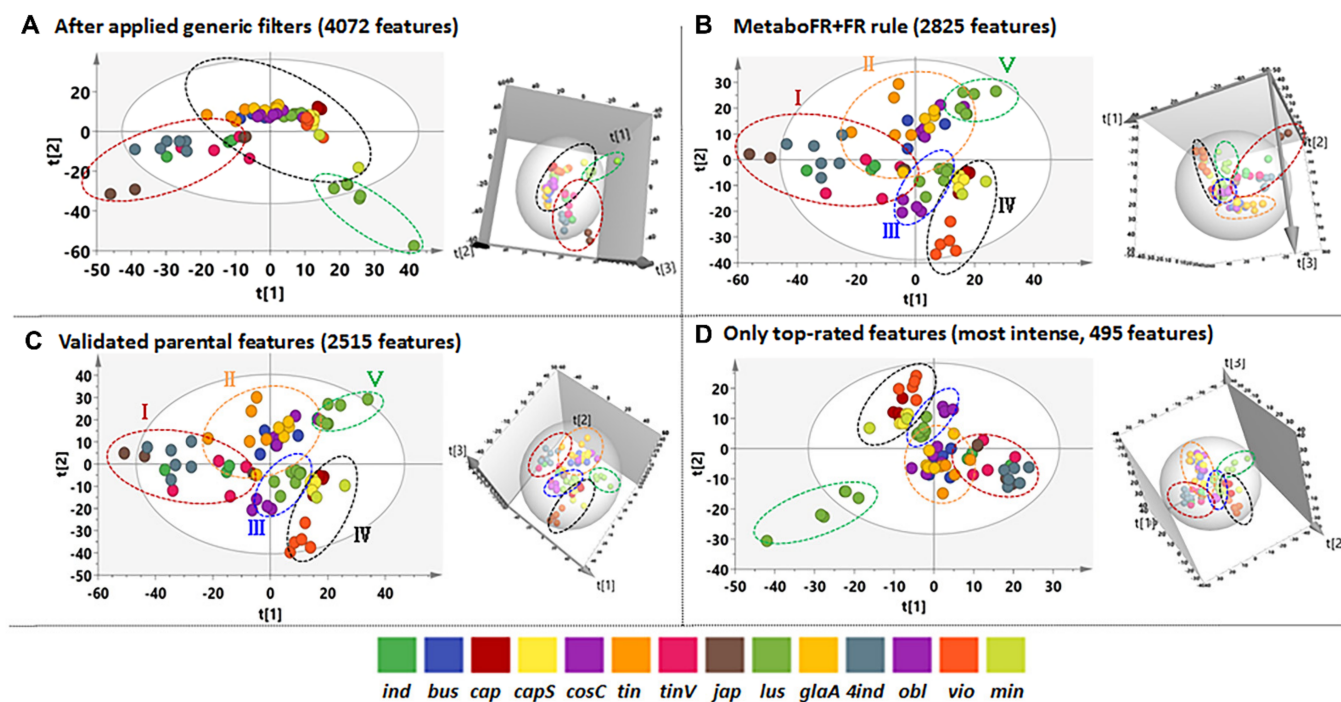 A After applied generic filters (4072 features)
t[2]
20
0
-20
-40
-60
-50 -40 -30 -20 -10 0 10 20 30 40
t[1]
t[1]
t[2]
t[3]
B MetaboFR+FR rule (2825 features)
I
II
III
IV
V
t[2]
30
20
10
0
-10
-20
-30
-40
-60 -40 -20 0 20 40
t[1]
t[1]
t[2]
t[3]
C Validated parental features (2515 features)
I
II
III
IV
V
t[2]
40
30
20
10
0
-10
-20
-30
-40
-50
-60 -40 -20 0 20 40 60
t[1]
t[2]
t[3]
t[1]
D Only top-rated features (most intense, 495 features)
t[2]
20
10
0
-10
-20
-30
-40
-50 -40 -30 -20 -10 0 10 20 30
t[1]
t[3]
t[1]
t[2
ind bus cap capS cosC tin tinV jap lus glaA 4ind obl vio min